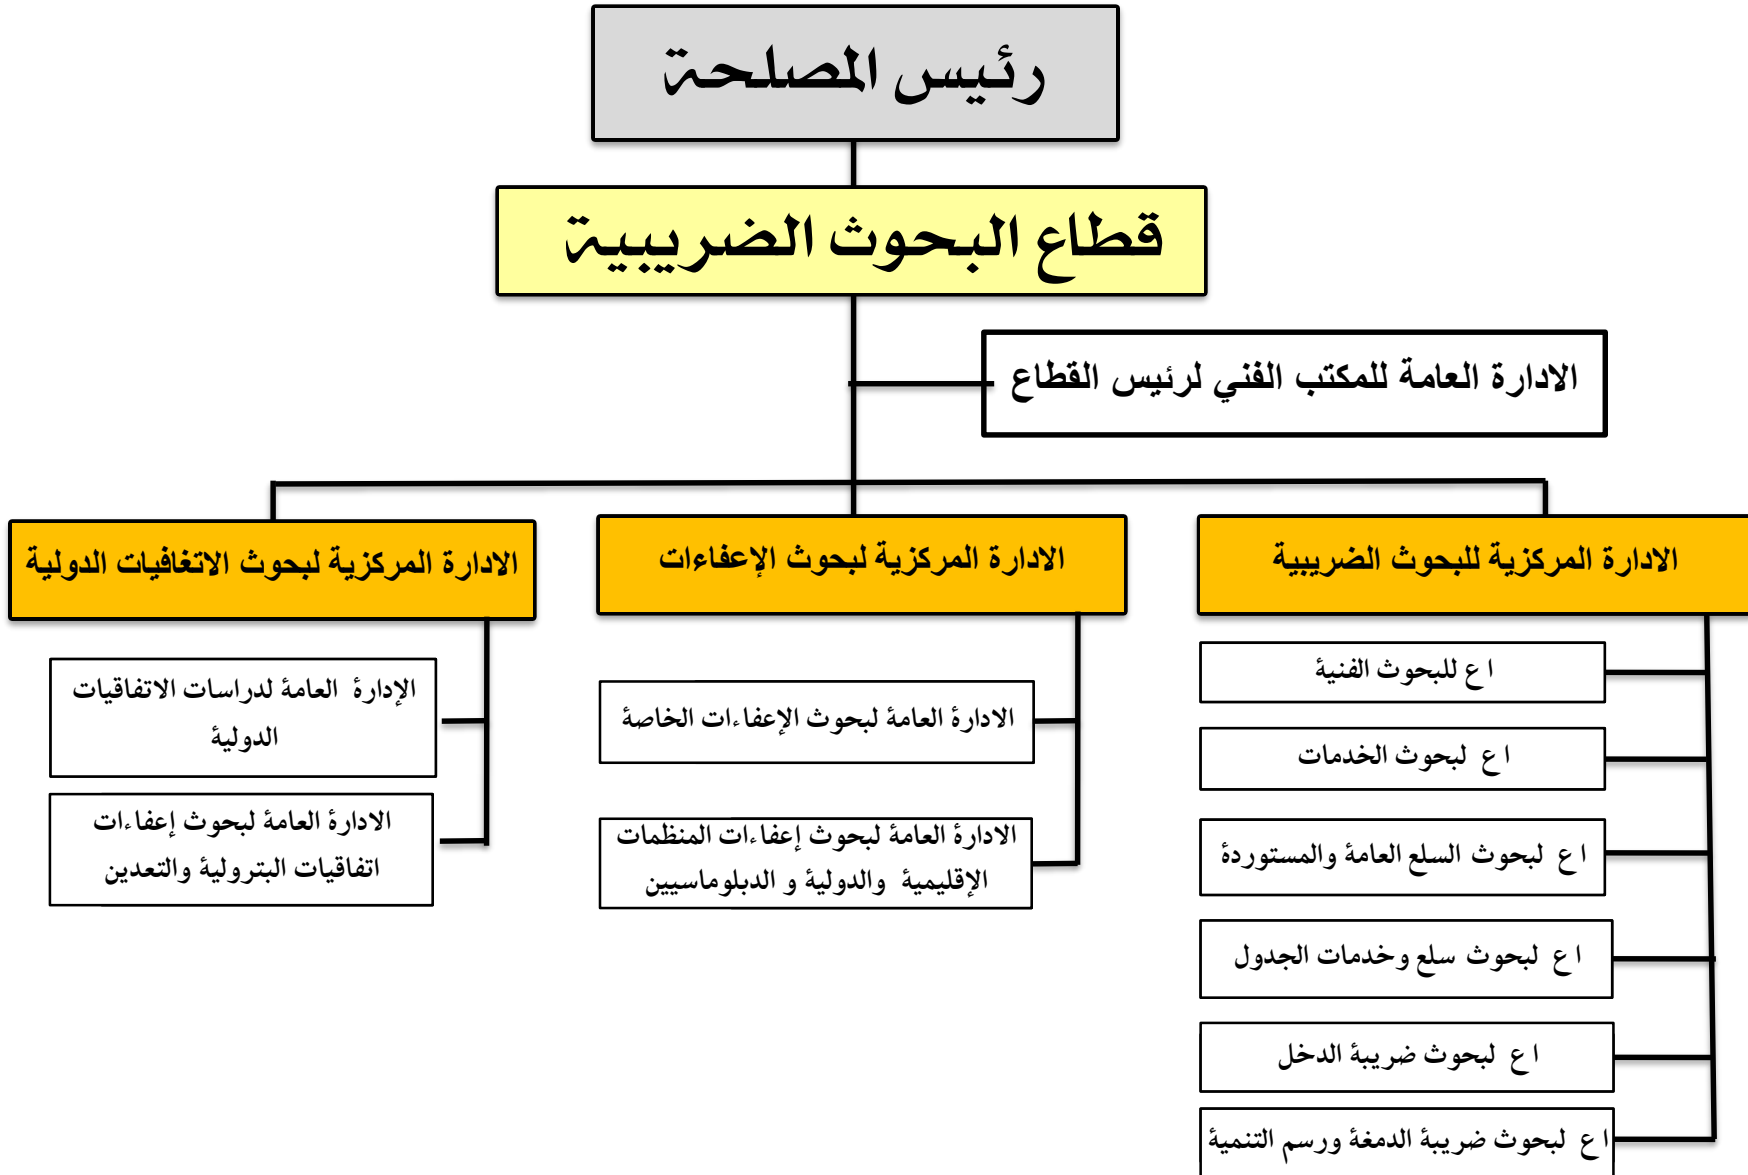 رئيس المصلحة
قطاع البحوث الضريبية
الادارة العامة للمكتب الفني لرئيس القطاع
الادارة المركزية للبحوث الضريبية
الادارة المركزية لبحوث الإعفاءات
الادارة المركزية لبحوث الاتغافيات الدولية
ا ع للبحوث الفنية
ا ع لبحوث الخدمات
ا ع لبحوث السلع العامة والمستوردة
ا ع لبحوث سلع وخدمات الجدول
ا ع لبحوث ضريبة الدخل
ا ع لبحوث ضريبة الدمغة ورسم التنمية
الادارة العامة لبحوث الإعفاءات الخاصة
الادارة العامة لبحوث إعفاءات المنظمات
الإقليمية والدولية و الدبلوماسيين
الإدارة العامة لدراسات الاتفاقيات
الدولية
الادارة العامة لبحوث إعفاءات
اتفاقيات البترولية والتعدين